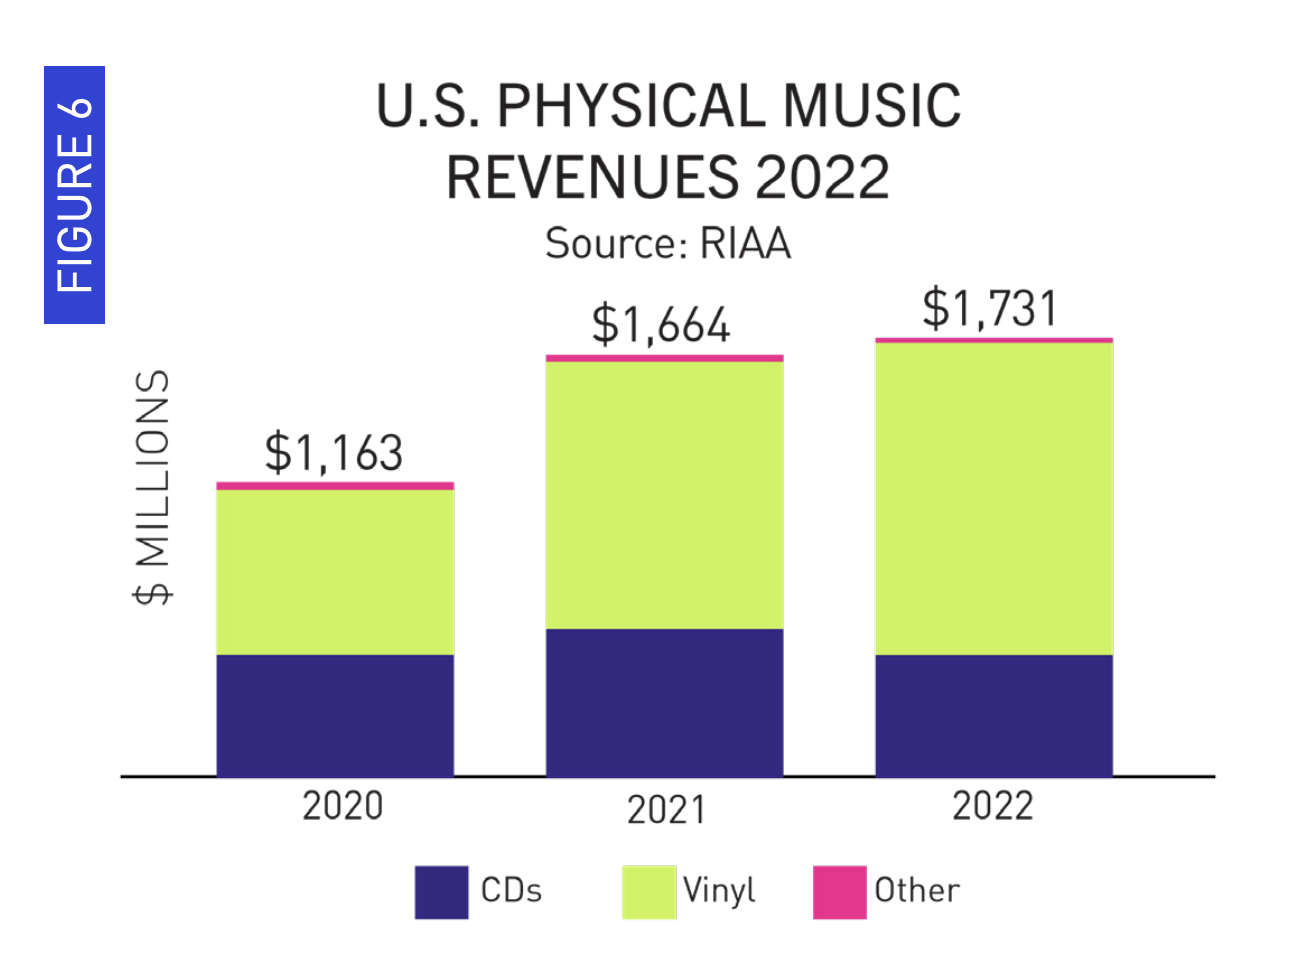 FIGURE 6
U.S. PHYSICAL MUSIC
REVENUES 2022
Source: RIAA
$ MILLIONS
$1,163
$1,664
$1,731
2020
2021
2022
CDs
Vinyl
Other